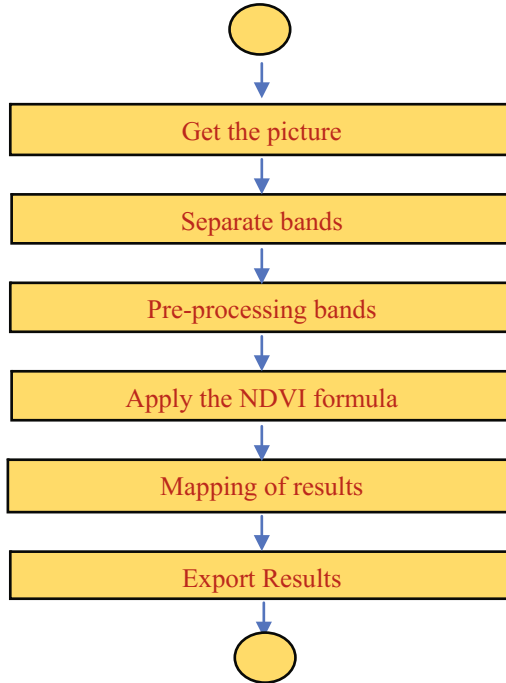 Get the picture
Separate bands
Pre-processing bands
Apply the NDVI formula
Mapping of results
Export Results